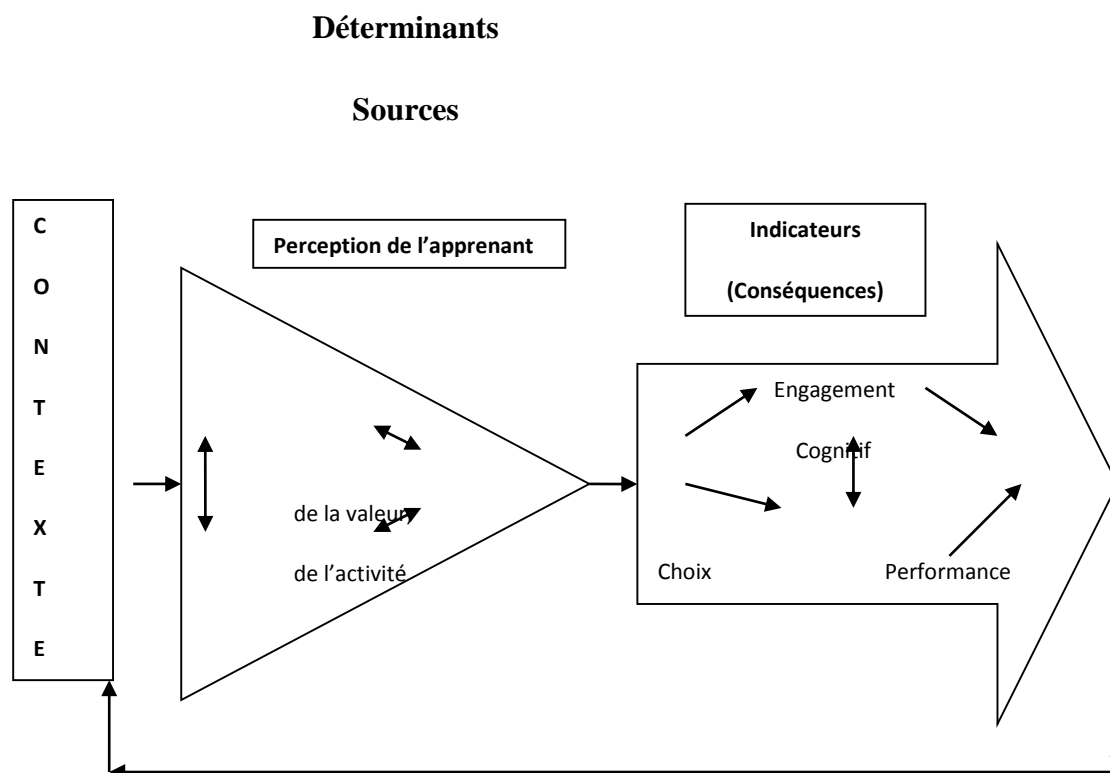 Déterminants
Sources
C
O
N
T
E
X
T
E
Perception de l’apprenant
Indicateurs
(Conséquences)
de la valeur,
de l’activité
Engagement
Cognitif
Choix
Performance